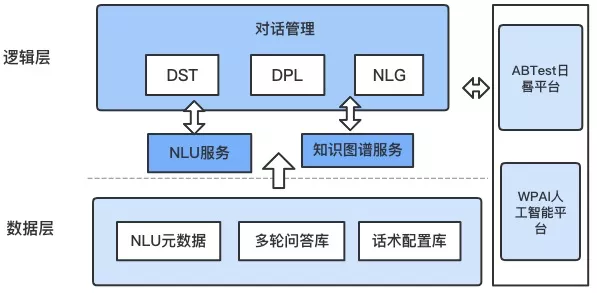 对话管理
逻辑层
DST
DPL
NLG
NLU服务
知识图谱服务
ABTest日
晷平台
WPAI人
工智能平
台
数据层
NLU元数据
多轮问答库
话术配置库